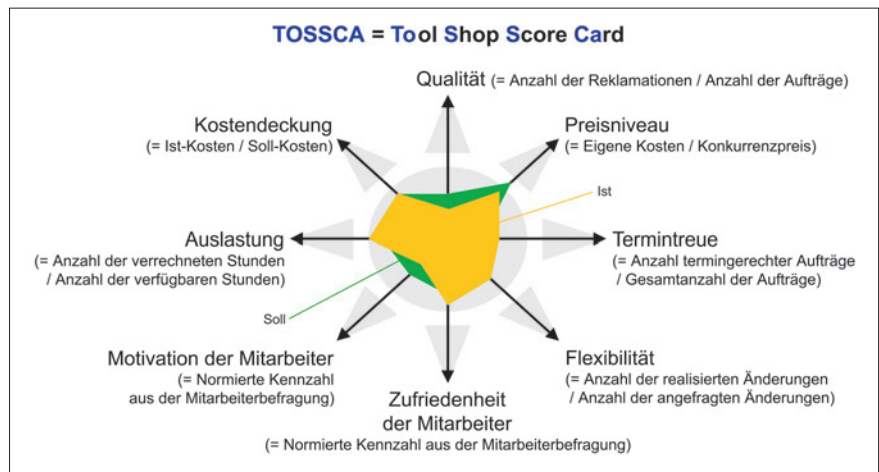 TOSSCA = Tool Shop Score Card
Qualität (= Anzahl der Reklamationen / Anzahl der Aufträge)
Kostendeckung
(= Ist-Kosten / Soll-Kosten)
Preisniveau
(= Eigene Kosten / Konkurrenzpreis)
Ist
Auslastung
(= Anzahl der verrechneten Stunden
/ Anzahl der verfügbaren Stunden)
Termintreue
(= Anzahl termingerechter Aufträge
/ Gesamtanzahl der Aufträge)
Soll
Motivation der Mitarbeiter
(= Normierte Kennzahl
aus der Mitarbeiterbefragung)
Flexibilität
(= Anzahl der realisierten Änderungen
/ Anzahl der angefragten Änderungen)
Zufriedenheit
der Mitarbeiter
(= Normierte Kennzahl aus der Mitarbeiterbefragung)